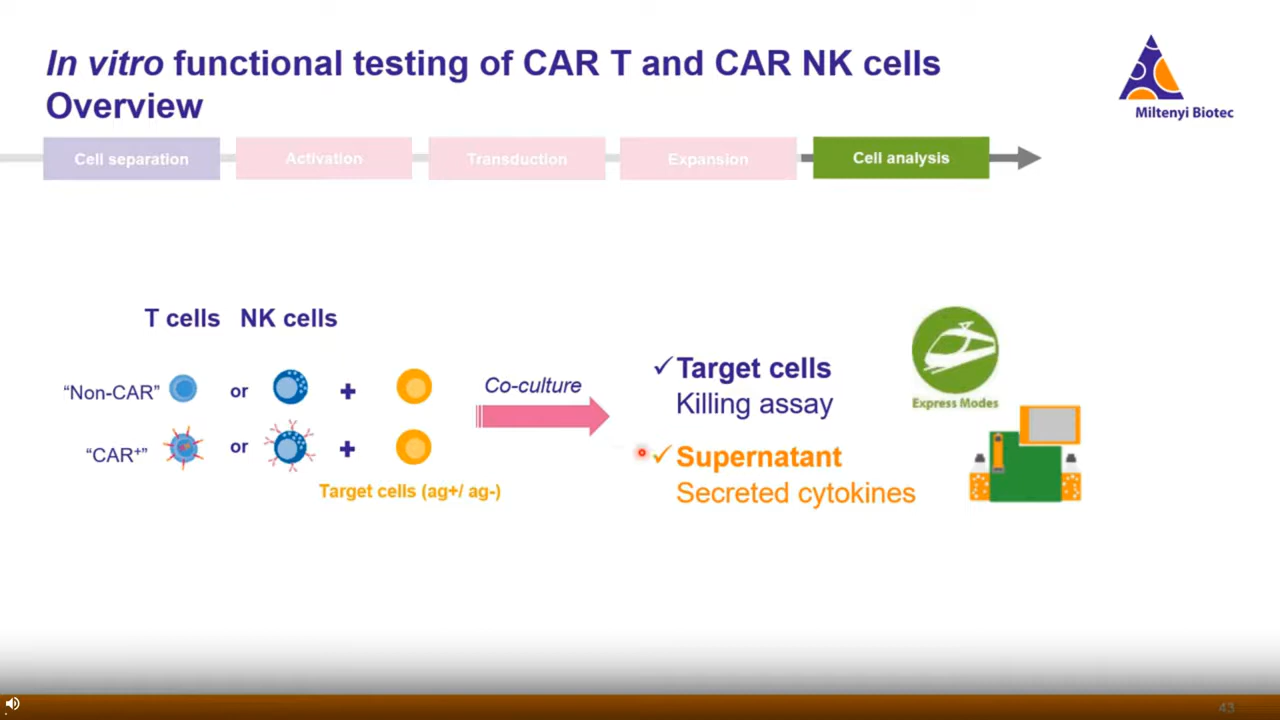 In vitro functional testing of CAR T and CAR NK cells
Overview
Miltenyi Biotec
Cell separation
Activation
Transduction
Expansion
Cell analysis
T cells NK cells
“Non-CAR” or +
“CAR+” or +
Target cells (ag+/ ag-)
Co-culture
✓Target cells
Killing assay
✓Supernatant
Secreted cytokines
Express Modes
43